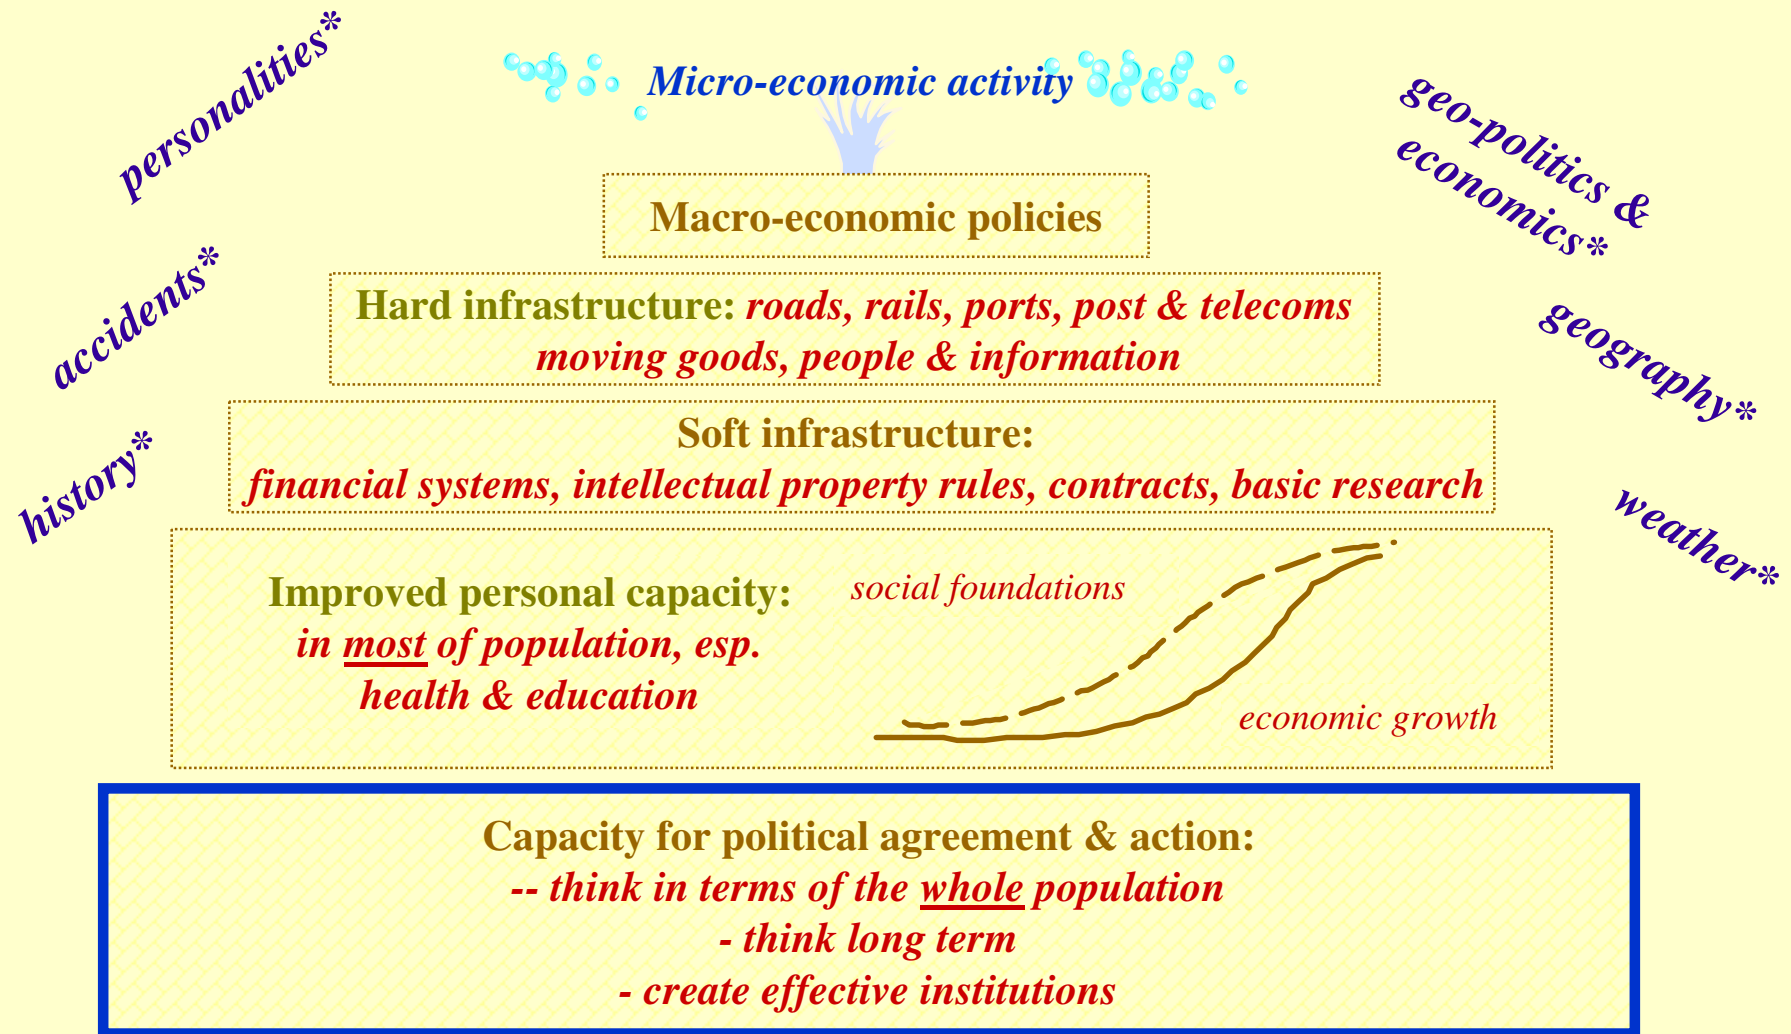 personalities*
accidents*
history*
Micro-economic activity
geo-politics &
economics*
geography*
weather*
Macro-economic policies
Hard infrastructure: roads, rails, ports, post & telecoms
moving goods, people & information
Soft infrastructure:
financial systems, intellectual property rules, contracts, basic research
Improved personal capacity:
in most of population, esp.
health & education
social foundations
economic growth
Capacity for political agreement & action:
-- think in terms of the whole population
- think long term
- create effective institutions